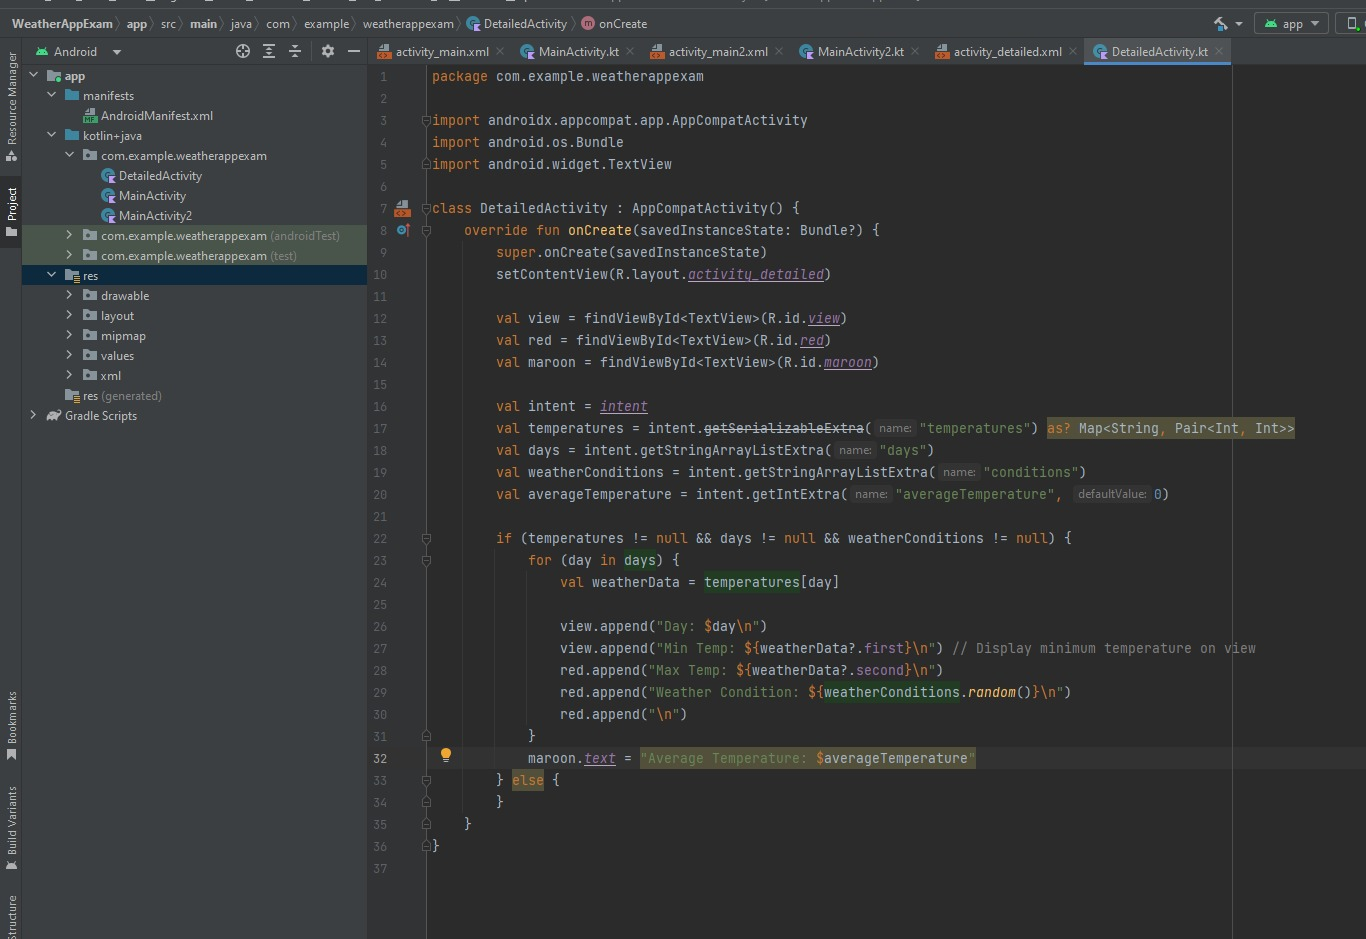 WeatherAppExam app src main java com example weatherappexam DetailedActivity onCreate
app
Android
activity_main.xml MainActivity.kt activity_main2.xml MainActivity2.kt activity_detailed.xml DetailedActivity.kt
Resource Manager
Project
Bookmarks
Build Variants
Structure
app
manifests
AndroidManifest.xml
kotlin+java
com.example.weatherappexam
DetailedActivity
MainActivity
MainActivity2
com.example.weatherappexam (androidTest)
com.example.weatherappexam (test)
res
drawable
layout
mipmap
values
xml
res (generated)
Gradle Scripts
1 package com.example.weatherappexam
2
3 import androidx.appcompat.app.AppCompatActivity
4 import android.os.Bundle
5 import android.widget.TextView
6
7 class DetailedActivity : AppCompatActivity() {
8 override fun onCreate(savedInstanceState: Bundle?) {
9 super.onCreate(savedInstanceState)
10 setContentView(R.layout.activity_detailed)
11
12 val view = findViewById<TextView>(R.id.view)
13 val red = findViewById<TextView>(R.id.red)
14 val maroon = findViewById<TextView>(R.id.maroon)
15
16 val intent = intent
17 val temperatures = intent.getSerializableExtra( name: "temperatures") as? Map<String, Pair<Int, Int>>
18 val days = intent.getStringArrayListExtra( name: "days")
19 val weatherConditions = intent.getStringArrayListExtra( name: "conditions")
20 val averageTemperature = intent.getIntExtra( name: "averageTemperature", defaultValue: 0)
21
22 if (temperatures != null && days != null && weatherConditions != null) {
23 for (day in days) {
24 val weatherData = temperatures[day]
25
26 view.append("Day: $day\n")
27 view.append("Min Temp: ${weatherData?.first}\n") // Display minimum temperature on view
28 red.append("Max Temp: ${weatherData?.second}\n")
29 red.append("Weather Condition: ${weatherConditions.random()}\n")
30 red.append("\n")
31 }
32 maroon.text = "Average Temperature: $averageTemperature"
33 } else {
34 }
35 }
36 }
37